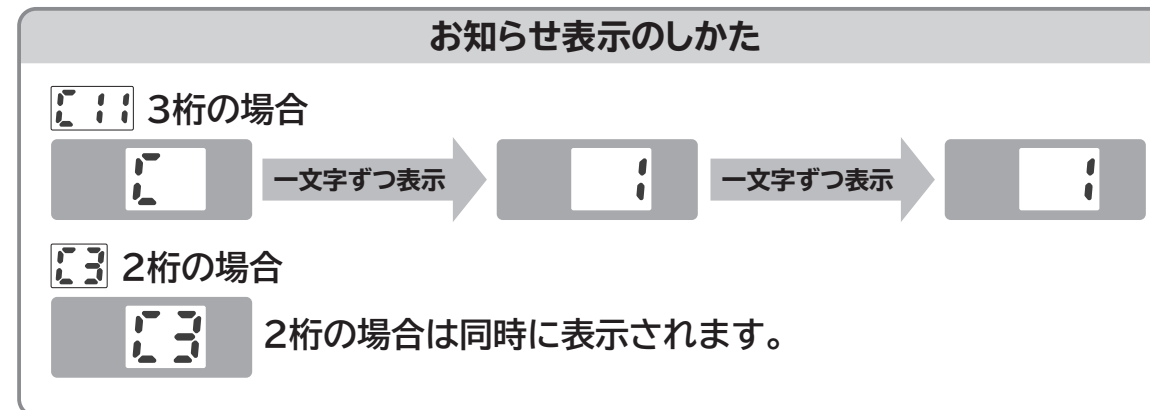 お知らせ表示のしかた
C11 3桁の場合
C 一文字ずつ表示 1 一文字ずつ表示 1
C3 2桁の場合
C3 2桁の場合は同時に表示されます。